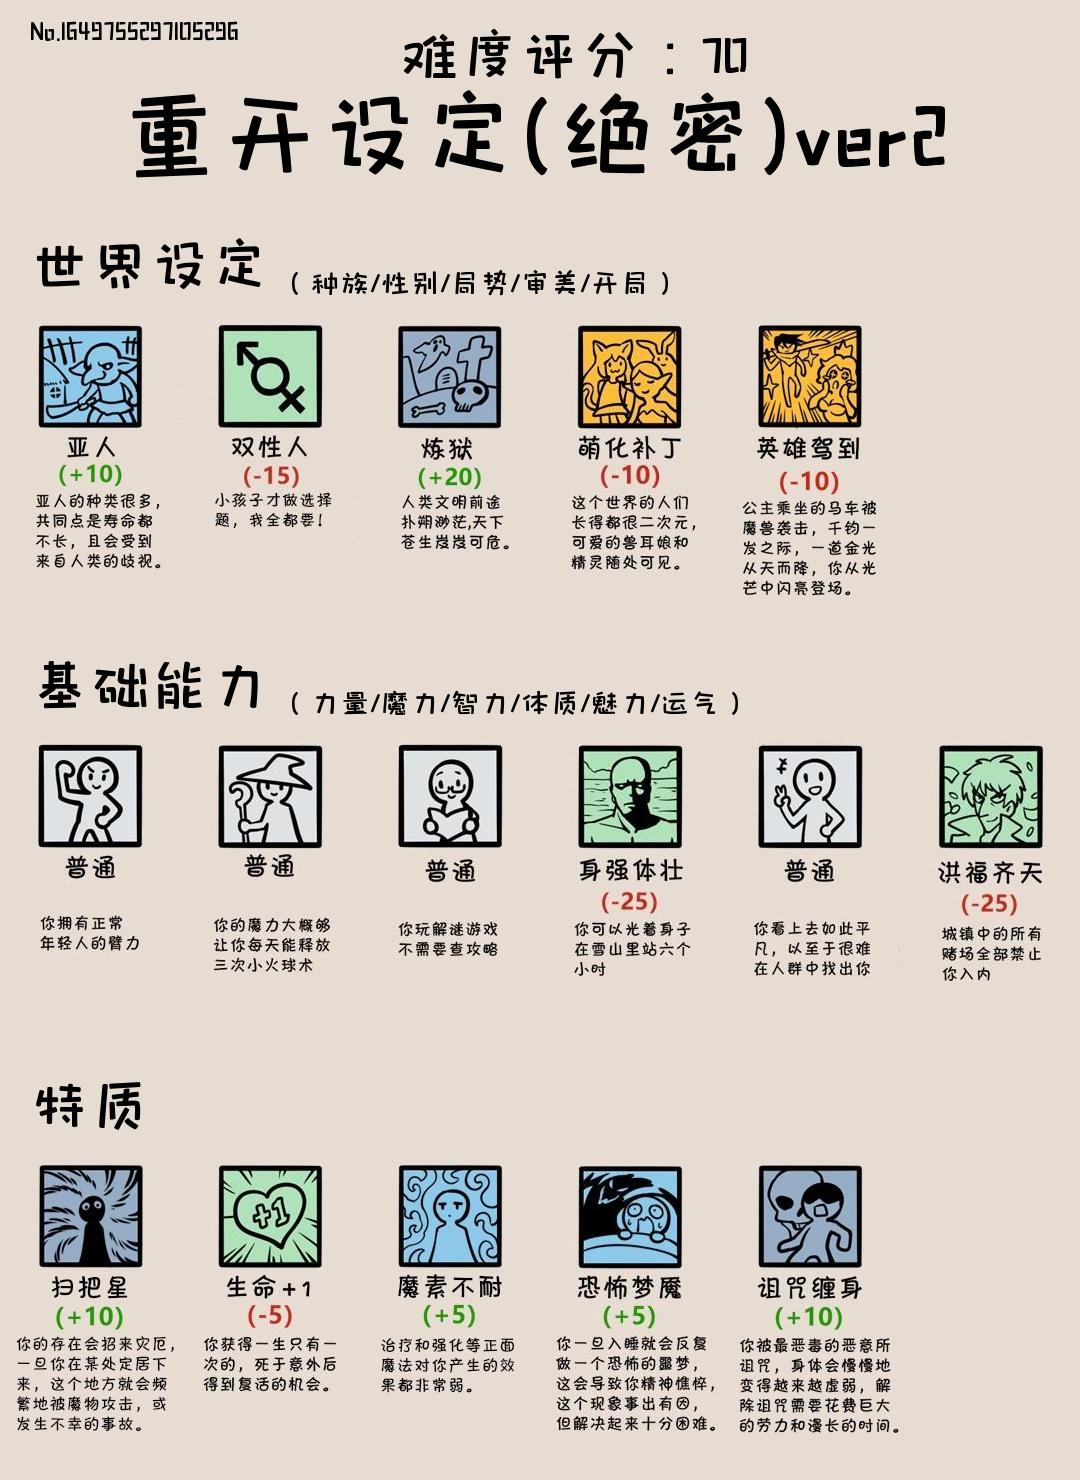 No.1649755297105296
难度评分：70
重开设定(绝密)ver2
世界设定（种族/性别/局势/审美/开局）
亚人
(+10)
亚人的种类很多，
共同点是寿命都
不长，且会受到
来自人类的歧视。
双性人
(-15)
小孩子才做选择
题，我全都要！
炼狱
(+20)
人类文明前途
扑朔渺茫,天下
苍生岌岌可危。
萌化补丁
(-10)
这个世界的人们
长得都很二次元，
可爱的兽耳娘和
精灵随处可见。
英雄驾到
(-10)
公主乘坐的马车被
魔兽袭击，千钧一
发之际，一道金光
从天而降，你从光
芒中闪亮登场。
基础能力（力量/魔力/智力/体质/魅力/运气）
普通
你拥有正常
年轻人的臂力
普通
你的魔力大概够
让你每天能释放
三次小火球术
普通
你玩解谜游戏
不需要查攻略
身强体壮
(-25)
你可以光着身子
在雪山里站六个
小时
普通
你看上去如此平
凡，以至于很难
在人群中找出你
洪福齐天
(-25)
城镇中的所有
赌场全部禁止
你入内
特质
扫把星
(+10)
你的存在会招来灾厄，
一旦你在某处定居下
来，这个地方就会频
繁地被魔物攻击，或
发生不幸的事故。
+1
生命+1
(-5)
你获得一生只有一
次的，死于意外后
得到复活的机会。
魔素不耐
(+5)
治疗和强化等正面
魔法对你产生的效
果都非常弱。
恐怖梦魇
(+5)
你一旦入睡就会反复
做一个恐怖的噩梦，
这会导致你精神憔悴，
这个现象事出有因，
但解决起来十分困难。
诅咒缠身
(+10)
你被最恶毒的恶意所
诅咒，身体会慢慢地
变得越来越虚弱，解
除诅咒需要花费巨大
的劳力和漫长的时间。